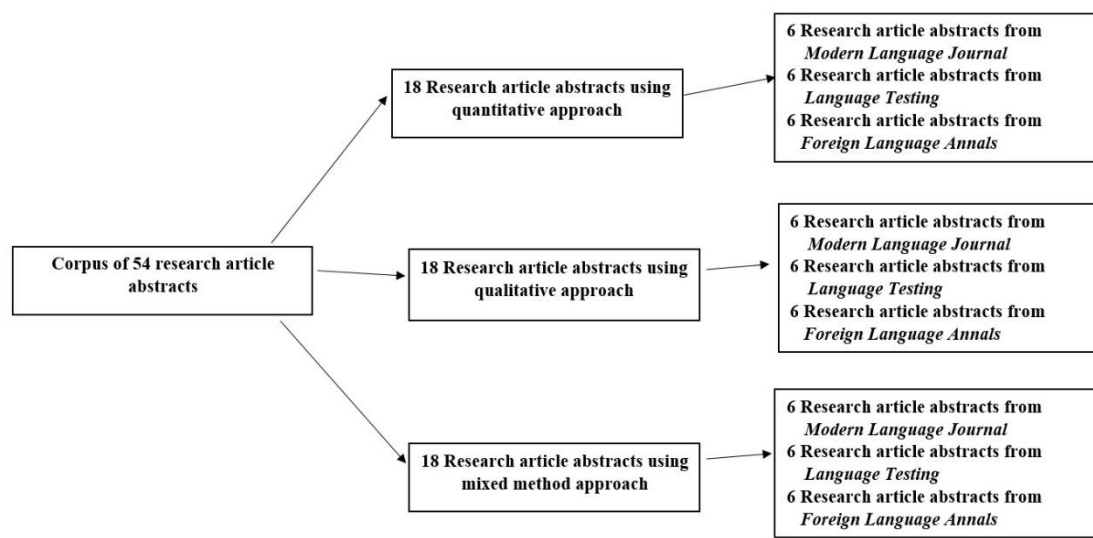 Corpus of 54 research article
abstracts
18 Research article abstracts using
quantitative approach
6 Research article abstracts from
Modern Language Journal
6 Research article abstracts from
Language Testing
6 Research article abstracts from
Foreign Language Annals
18 Research article abstracts using
qualitative approach
6 Research article abstracts from
Modern Language Journal
6 Research article abstracts from
Language Testing
6 Research article abstracts from
Foreign Language Annals
18 Research article abstracts using
mixed method approach
6 Research article abstracts from
Modern Language Journal
6 Research article abstracts from
Language Testing
6 Research article abstracts from
Foreign Language Annals